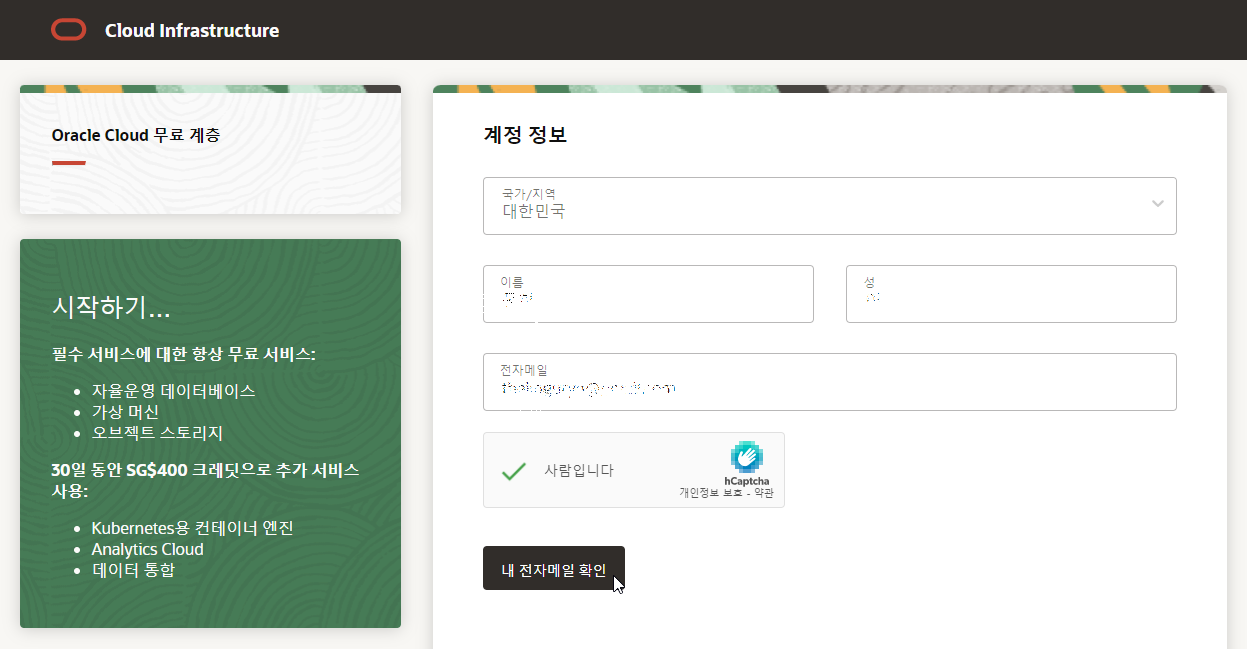 Cloud Infrastructure
Oracle Cloud 무료 계층
시작하기...
필수 서비스에 대한 항상 무료 서비스:
자율운영 데이터베이스
가상 머신
오브젝트 스토리지
30일 동안 SG$400 크레딧으로 추가 서비스
사용:
Kubernetes용 컨테이너 엔진
Analytics Cloud
데이터 통합
계정 정보
국가/지역
대한민국
이름
성
전자메일
사람입니다
hCaptcha
개인정보 보호 - 약관
내 전자메일 확인